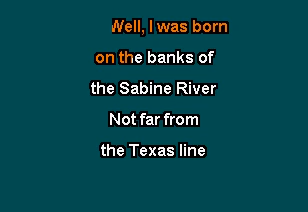 Well, I was born
on the banks of
the Sabine River
Not far from
the Texas line